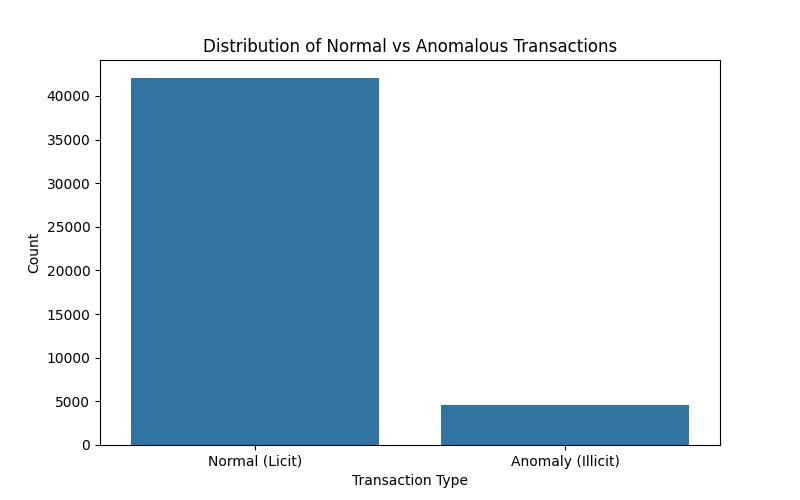 Distribution of Normal vs Anomalous Transactions
40000
35000
30000
25000
20000
15000
10000
5000
0
Count
Normal (Licit)
Anomaly (Illicit)
Transaction Type